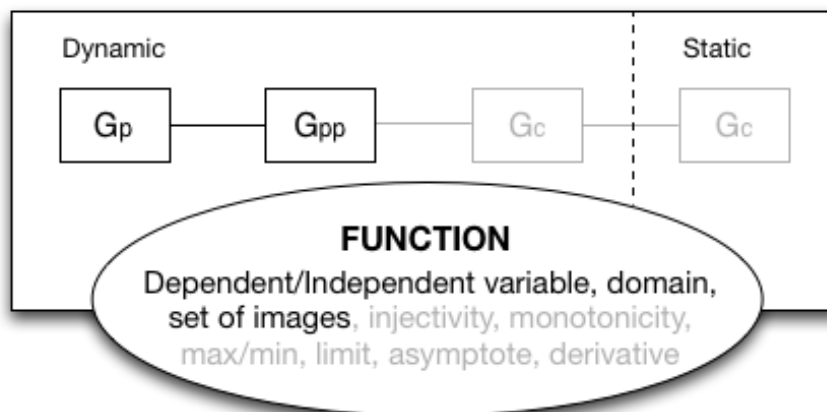 Dynamic Static
Gp Gpp Gc Gc
FUNCTION
Dependent/Independent variable, domain,
set of images, injectivity, monotonicity,
max/min, limit, asymptote, derivative